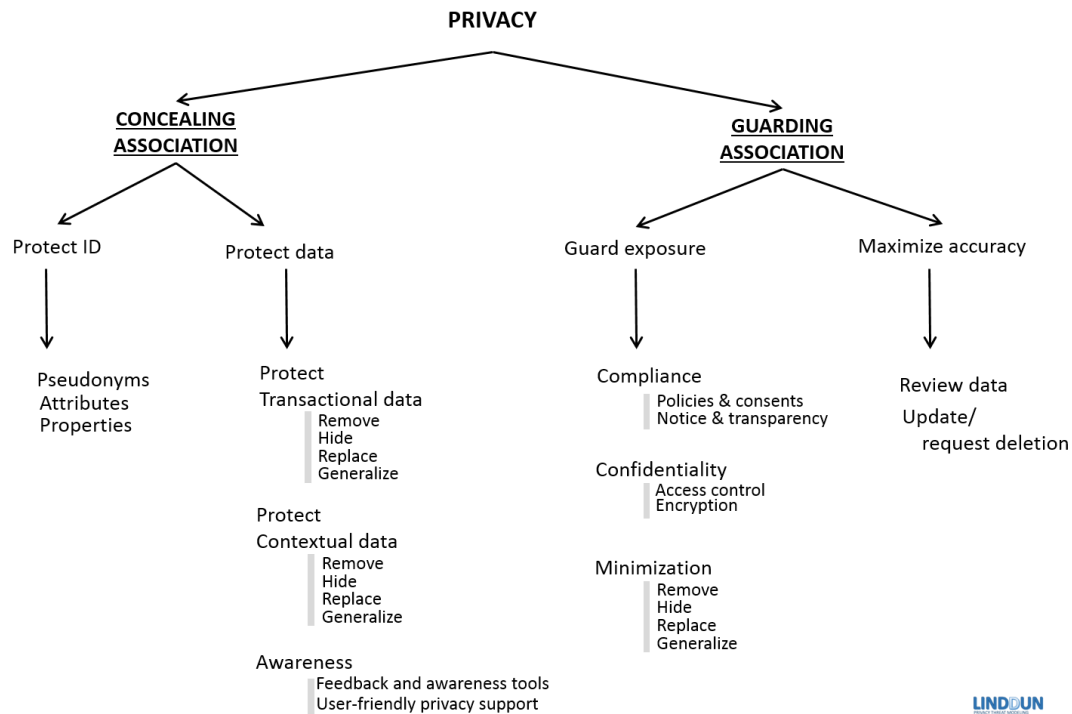 PRIVACY
CONCEALING
ASSOCIATION
GUARDING
ASSOCIATION
Protect ID
Protect data
Guard exposure
Maximize accuracy
Pseudonyms
Attributes
Properties
Protect
Transactional data
Remove
Hide
Replace
Generalize
Protect
Contextual data
Remove
Hide
Replace
Generalize
Awareness
Feedback and awareness tools
User-friendly privacy support
Compliance
Policies & consents
Notice & transparency
Confidentiality
Access control
Encryption
Minimization
Remove
Hide
Replace
Generalize
Review data
Update/
request deletion
LINDDUN
PRIVACY THREAT MODELING